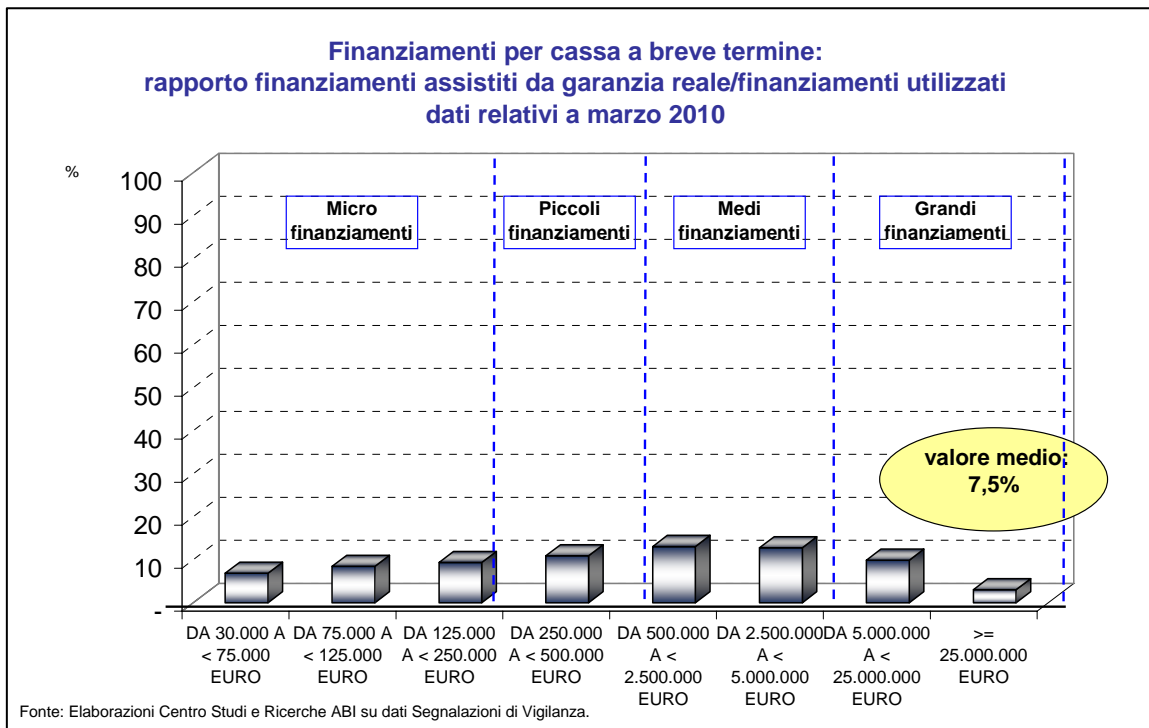 Finanziamenti per cassa a breve termine:
rapporto finanziamenti assistiti da garanzia reale/finanziamenti utilizzati
dati relativi a marzo 2010
%
100
90
80
70
60
50
40
30
20
10
-
Micro
finanziamenti
Piccoli
finanziamenti
Medi
finanziamenti
Grandi
finanziamenti
valore medio:
7,5%
DA 30.000 A
< 75.000
EURO
DA 75.000 A
< 125.000
EURO
DA 125.000
A < 250.000
EURO
DA 250.000
A < 500.000
EURO
DA 500.000
A <
2.500.000
EURO
DA 2.500.000
A <
5.000.000
EURO
DA 5.000.000
A <
25.000.000
EURO
>=
25.000.000
EURO
Fonte: Elaborazioni Centro Studi e Ricerche ABI su dati Segnalazioni di Vigilanza.